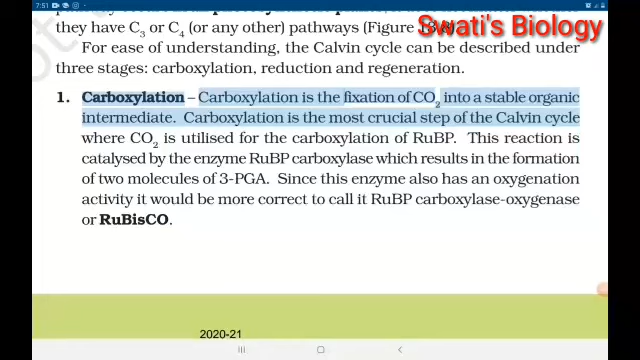 7:51
Swati's Biology
they have C₃ or C₄ (or any other) pathways (Figure
For ease of understanding, the Calvin cycle can be described under
three stages: carboxylation, reduction and regeneration.
1. Carboxylation – Carboxylation is the fixation of CO₂ into a stable organic
intermediate. Carboxylation is the most crucial step of the Calvin cycle
where CO₂ is utilised for the carboxylation of RuBP. This reaction is
catalysed by the enzyme RuBP carboxylase which results in the formation
of two molecules of 3-PGA. Since this enzyme also has an oxygenation
activity it would be more correct to call it RuBP carboxylase-oxygenase
or RuBisCO.
2020-21